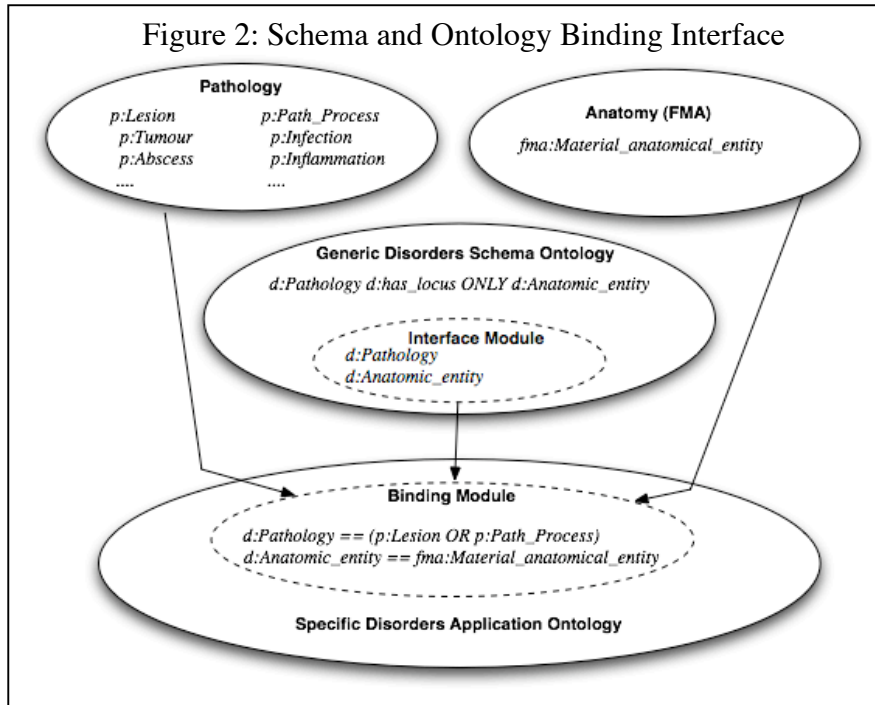 Figure 2: Schema and Ontology Binding Interface
Pathology
p:Lesion p:Path_Process
p:Tumour p:Infection
p:Abscess p:Inflammation
.... ....
Anatomy (FMA)
fma:Material_anatomical_entity
Generic Disorders Schema Ontology
d:Pathology d:has_locus ONLY d:Anatomic_entity
Interface Module
d:Pathology
d:Anatomic_entity
Binding Module
d:Pathology == (p:Lesion OR p:Path_Process)
d:Anatomic_entity == fma:Material_anatomical_entity
Specific Disorders Application Ontology